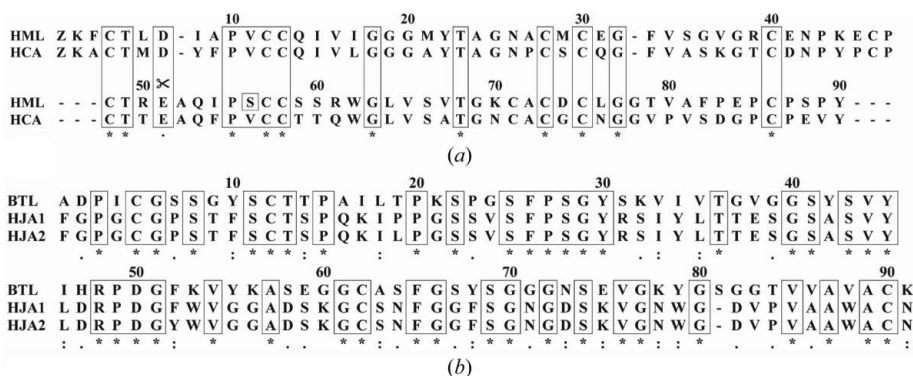 10 20 30 40
HML Z K F C T L D - I A P V C C Q I V I G G G M Y T A G N A C M C E G - F V S G V G R C E N P K E C P
HCA Z K A C T M D - Y F P V C C Q I V L G G G A Y T A G N P C S C Q G - F V A S K G T C D N P Y P C P
50 ✂ 60 70 80 90
HML - - - C T R E A Q I P S C C S S R W G L V S V T G K C A C D C L G G T V A F P E P C P S P Y - - -
HCA - - - C T T E A Q F P V C C T T Q W G L V S A T G N C A C G C N G G V P V S D G P C P E V Y - - -
* * . * * * * * * * * *
(a)
10 20 30 40
BTL A D P I C G S S G Y S C T T P A I L T P K S P G S F P S G Y S K V I V T G V G G S Y S V Y
HJA1 F G P G C G P S T F S C T S P Q K I P P G S S V S F P S G Y R S I Y L T T E S G S A S V Y
HJA2 F G P G C G P S T F S C T S P Q K I L P G S S V S F P S G Y R S I Y L T T E S G S A S V Y
. * * * * : * * * . * : * . * . * * * * * * : : * . * * . * * *
50 60 70 80 90
BTL I H R P D G F K V Y K A S E G G C A S F G S Y S G G G N S E V G K Y G S G G T V V A V A C K
HJA1 L D R P D G F W V G G A D S K G C S N F G G F S G N G D S K V G N W G - D V P V A A W A C N
HJA2 L D R P D G Y W V G G A D S K G C S N F G G F S G N G D S K V G N W G - D V P V A A W A C N
: . * * * * : * * . . * * . . * * . : * * * : * : * * : : * . . * . * * * .
(b)